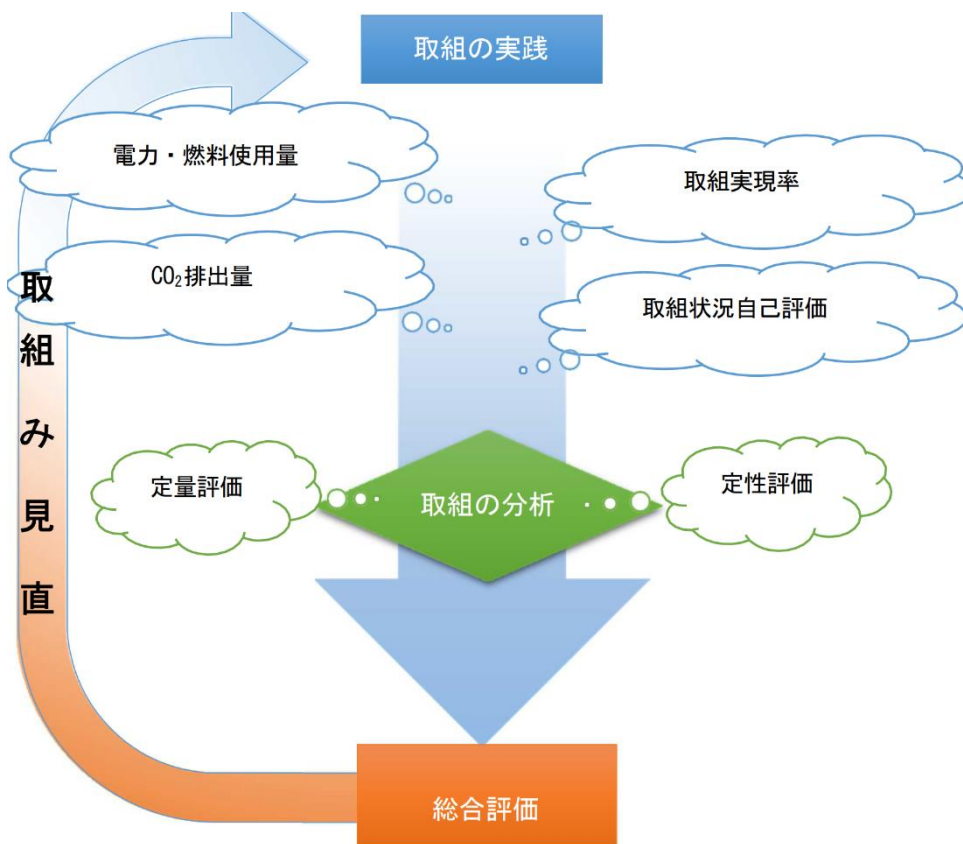 取組の実践
電力・燃料使用量
取組実現率
CO₂排出量
取組状況自己評価
取組み見直
定量評価
取組の分析
定性評価
総合評価